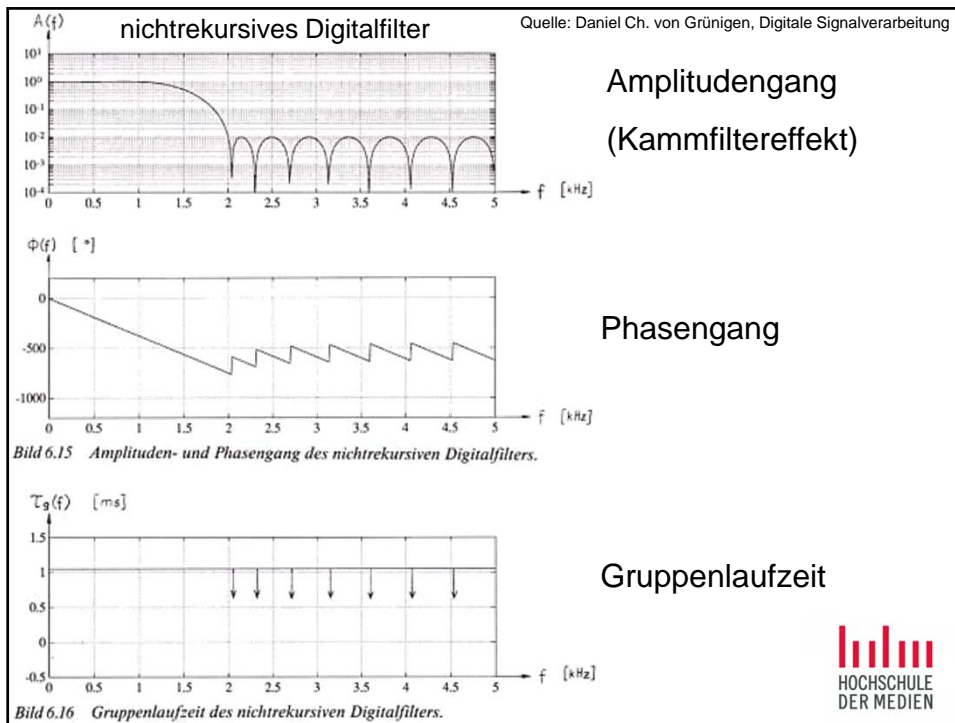 nichtrekursives Digitalfilter
Quelle: Daniel Ch. von Grünigen, Digitale Signalverarbeitung
A(f)
10¹
10⁰
10⁻¹
10⁻²
10⁻³
10⁻⁴
0 0.5 1 1.5 2 2.5 3 3.5 4 4.5 5
f [kHz]
Amplitudengang
(Kammfiltereffekt)
Φ(f) [°]
0
-500
-1000
0 0.5 1 1.5 2 2.5 3 3.5 4 4.5 5
f [kHz]
Phasengang
Bild 6.15 Amplituden- und Phasengang des nichtrekursiven Digitalfilters.
τg(f) [ms]
1.5
1
0.5
0
-0.5
0 0.5 1 1.5 2 2.5 3 3.5 4 4.5 5
f [kHz]
Gruppenlaufzeit
Bild 6.16 Gruppenlaufzeit des nichtrekursiven Digitalfilters.
HOCHSCHULE
DER MEDIEN